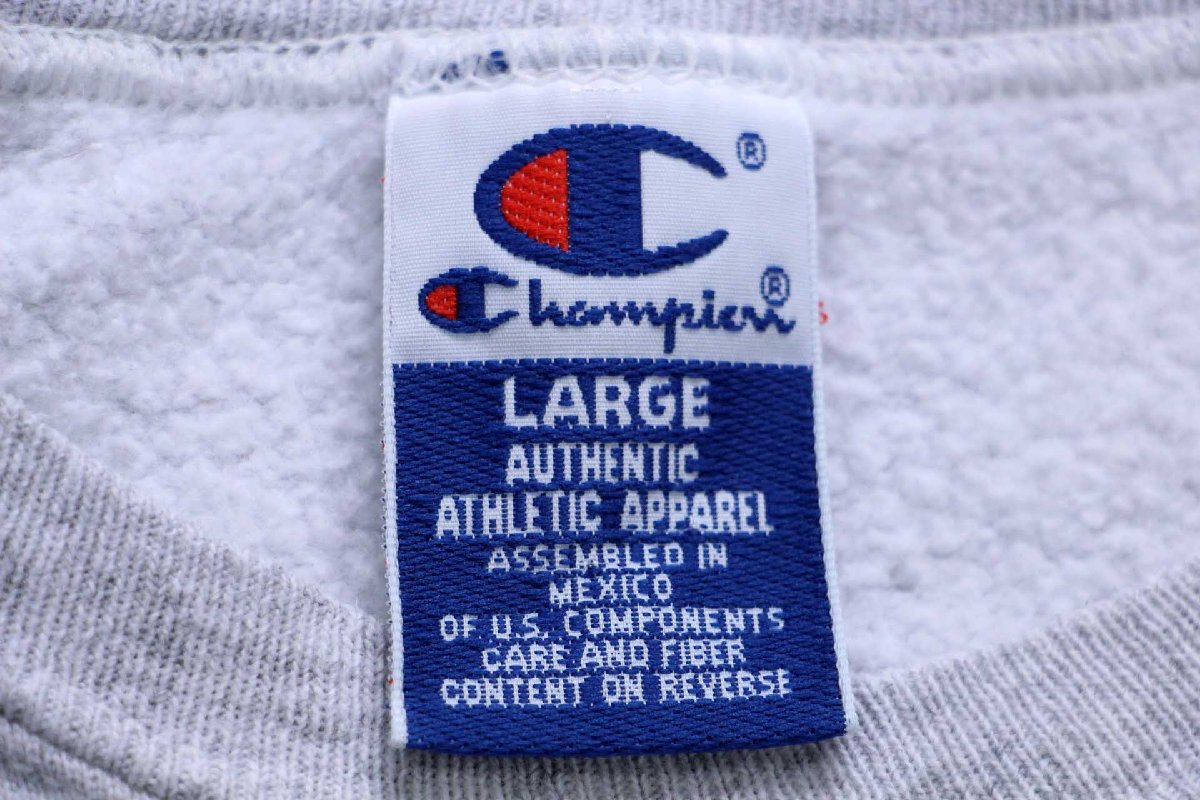 ®
Champion®
LARGE
AUTHENTIC
ATHLETIC APPAREL
ASSEMBLED IN
MEXICO
OF U.S. COMPONENTS
CARE AND FIBER
CONTENT ON REVERSE